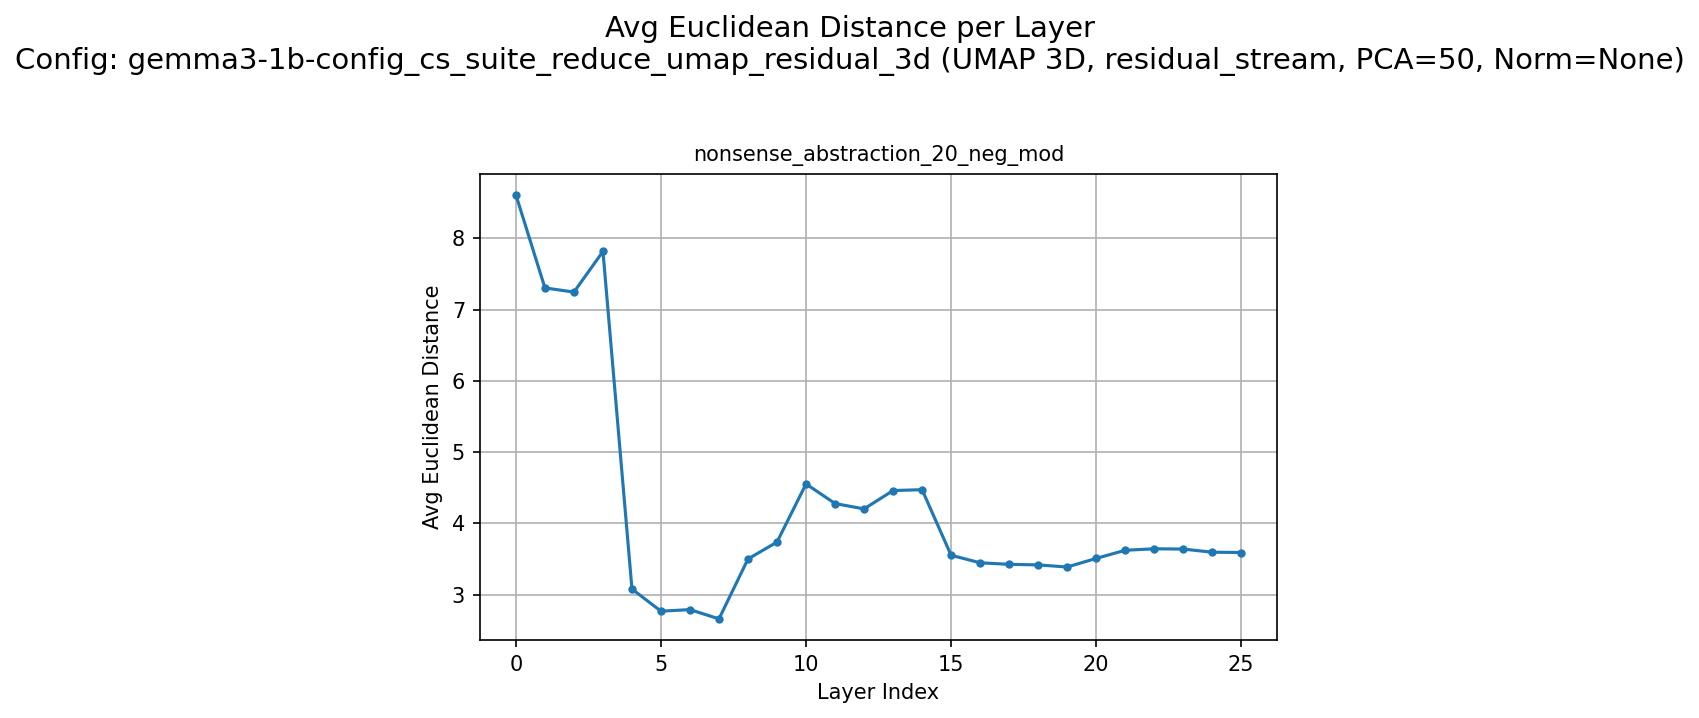 Avg Euclidean Distance per Layer
Config: gemma3-1b-config_cs_suite_reduce_umap_residual_3d (UMAP 3D, residual_stream, PCA=50, Norm=None)
nonsense_abstraction_20_neg_mod
8
7
6
5
4
3
Avg Euclidean Distance
0 5 10 15 20 25
Layer Index